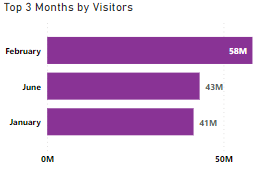 Top 3 Months by Visitors
February 58M
June 43M
January 41M
0M 50M